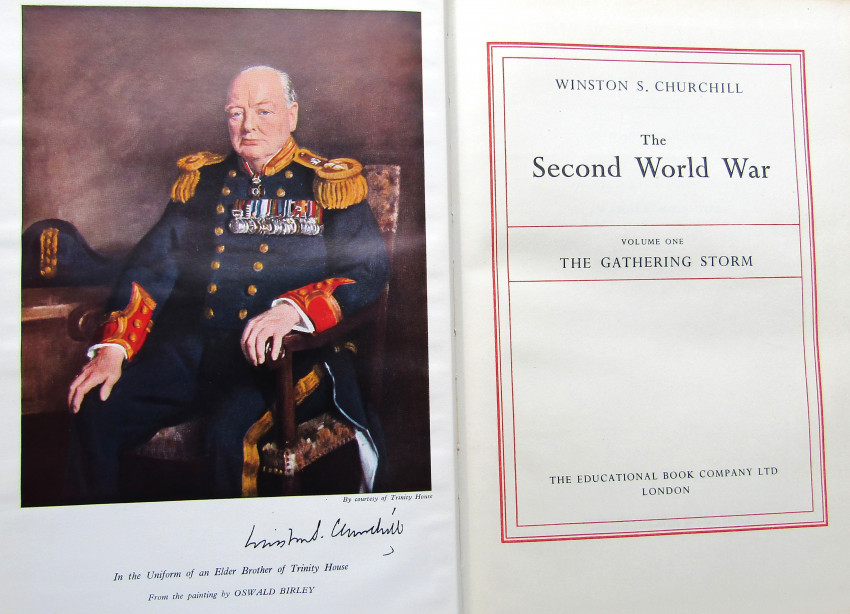 By courtesy of Trinity House
Winston S. Churchill
In the Uniform of an Elder Brother of Trinity House
From the painting by OSWALD BIRLEY
WINSTON S. CHURCHILL
The
Second World War
VOLUME ONE
THE GATHERING STORM
THE EDUCATIONAL BOOK COMPANY LTD
LONDON